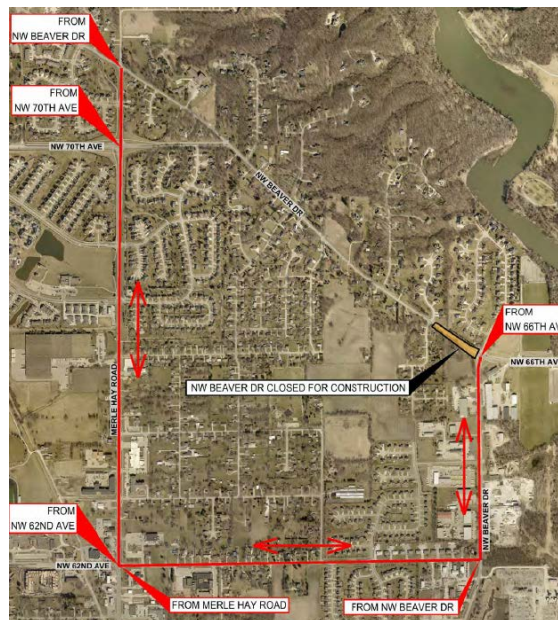 FROM
NW BEAVER DR
FROM
NW 70TH AVE
NW 70TH AVE
NW BEAVER DR
FROM
NW 66TH AV
NW 66TH AVE
NW BEAVER DR CLOSED FOR CONSTRUCTION
MERLE HAY ROAD
NW BEAVER DR
FROM
NW 62ND AVE
NW 62ND AVE
FROM MERLE HAY ROAD
FROM NW BEAVER DR